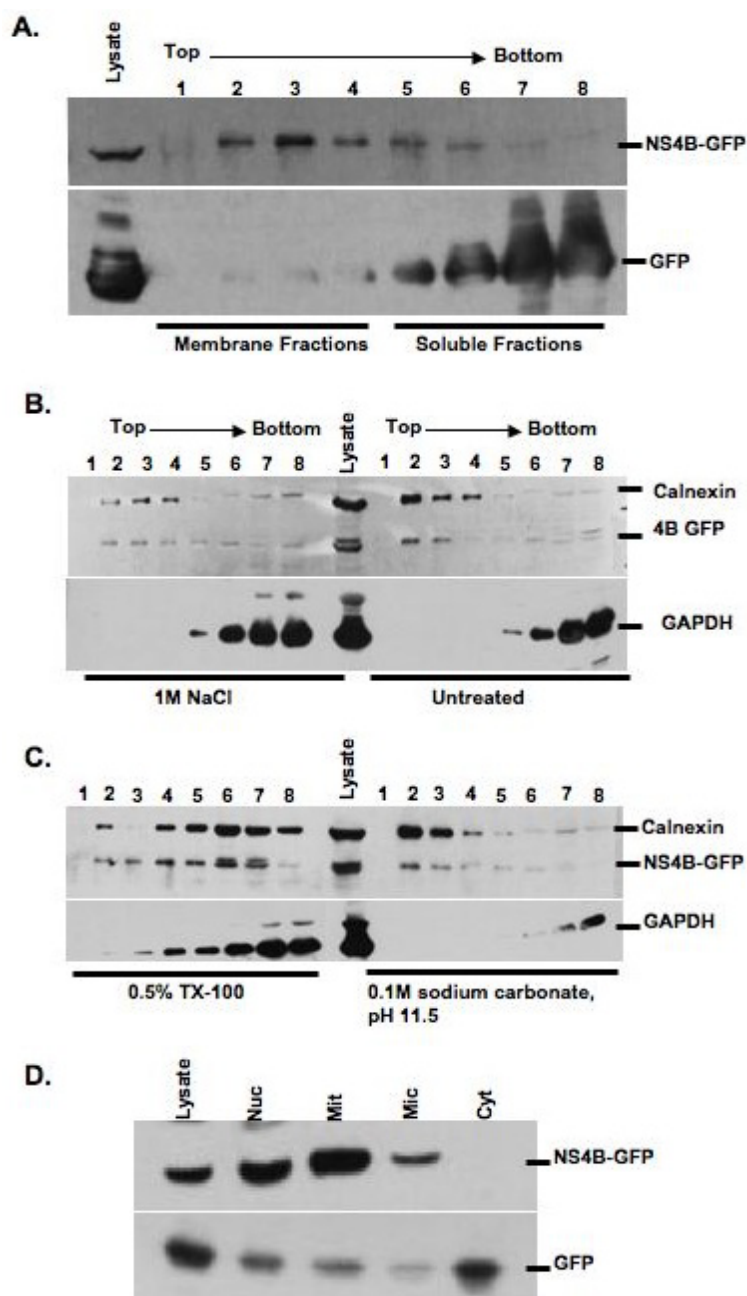 A.
Lysate
Top Bottom
1 2 3 4 5 6 7 8
NS4B-GFP
GFP
Membrane Fractions Soluble Fractions
B.
Top Bottom Lysate Top Bottom
1 2 3 4 5 6 7 8 1 2 3 4 5 6 7 8
Calnexin
4B GFP
GAPDH
1M NaCl Untreated
C.
Lysate
1 2 3 4 5 6 7 8 1 2 3 4 5 6 7 8
Calnexin
NS4B-GFP
GAPDH
0.5% TX-100 0.1M sodium carbonate,
pH 11.5
D.
Lysate Nuc Mit Mic Cyt
NS4B-GFP
GFP